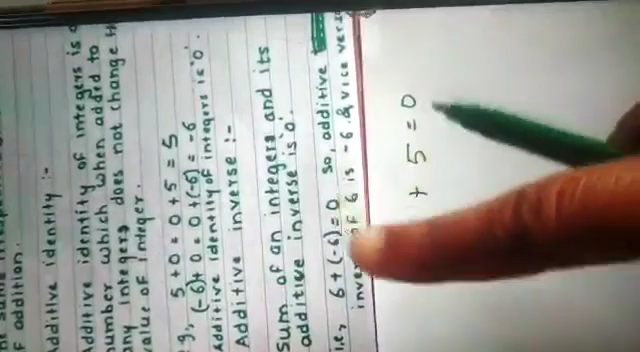 f addition.
Additive identity :-
Additive identity of integers is
number which when added to
any integers does not change
value of integer.
5 + 0 = 0 + 5 = 5
(-6) + 0 = 0 + (-6) = -6
Additive identity of integers is '0'.
Additive inverse :-
Sum of an integers and its
additive inverse is '0'.
i.e, 6 + (-6) = 0 so, additive
of 6 is -6 & vice versa
+ 5 = 0